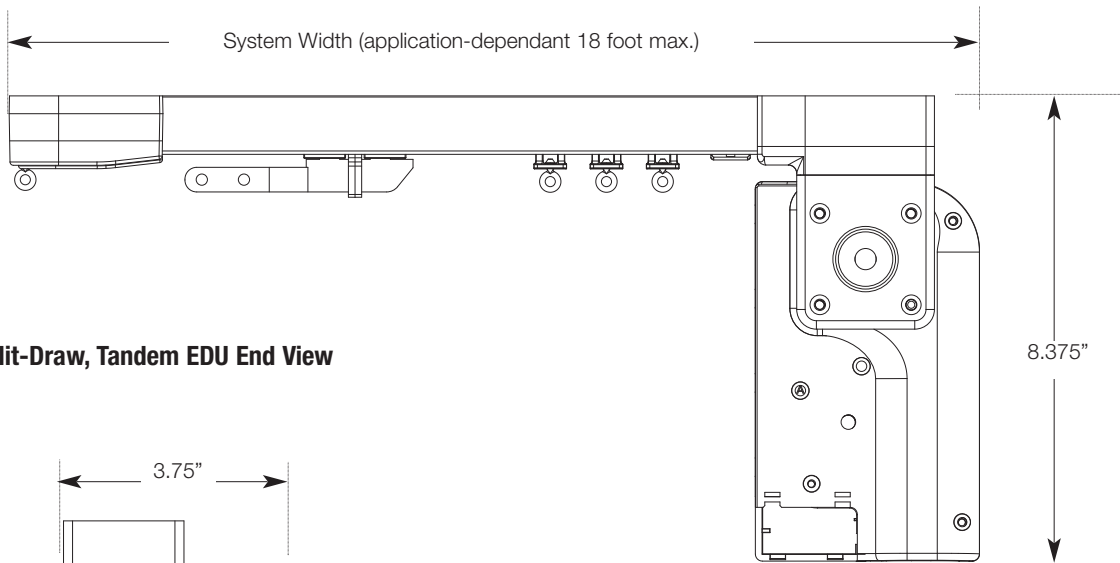 System Width (application-dependant 18 foot max.)
8.375”
lit-Draw, Tandem EDU End View
A
3.75”